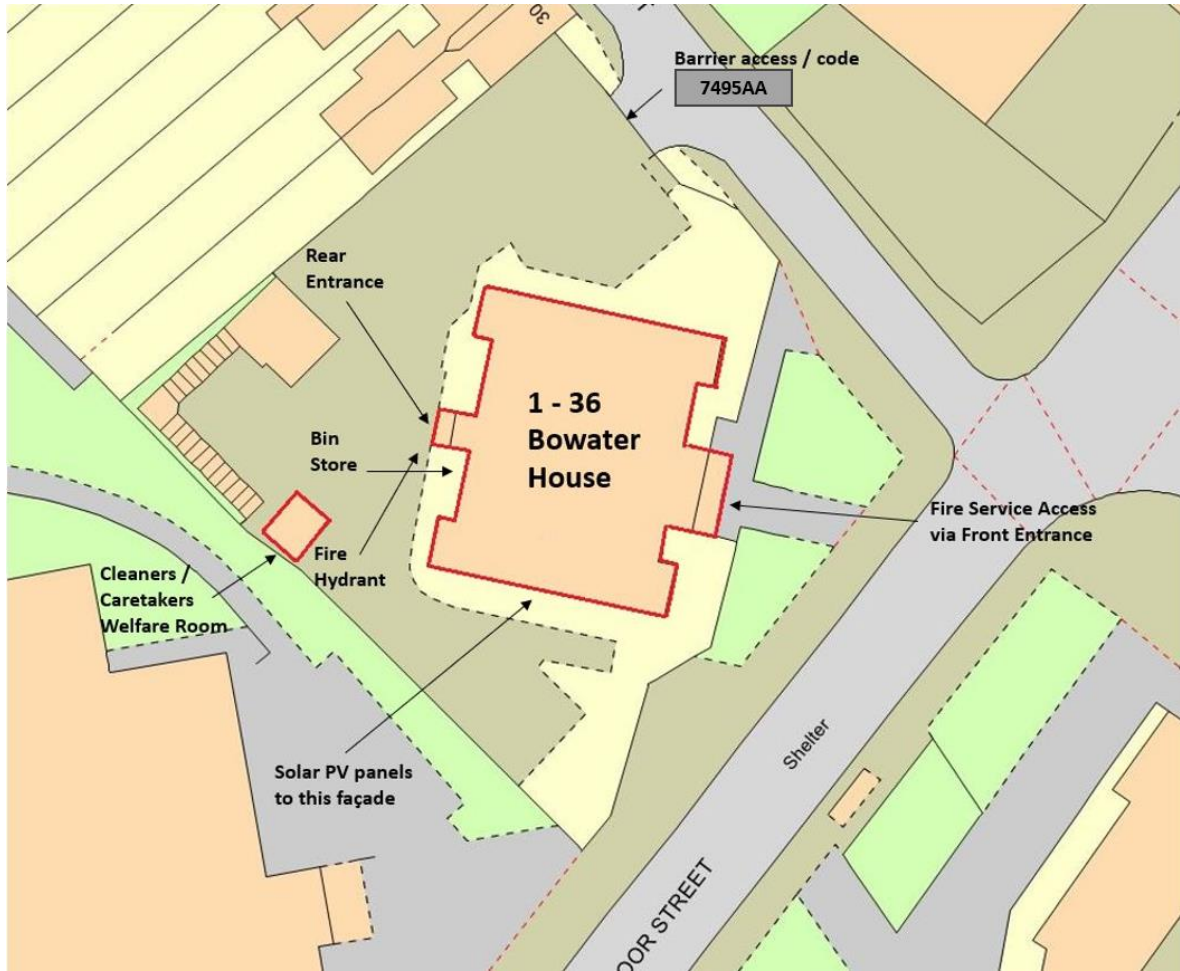 30
Barrier access / code
7495AA
Rear
Entrance
1 - 36
Bowater
House
Bin
Store
Fire Service Access
via Front Entrance
Fire
Hydrant
Cleaners /
Caretakers
Welfare Room
Shelter
Solar PV panels
to this façade
OOR STREET